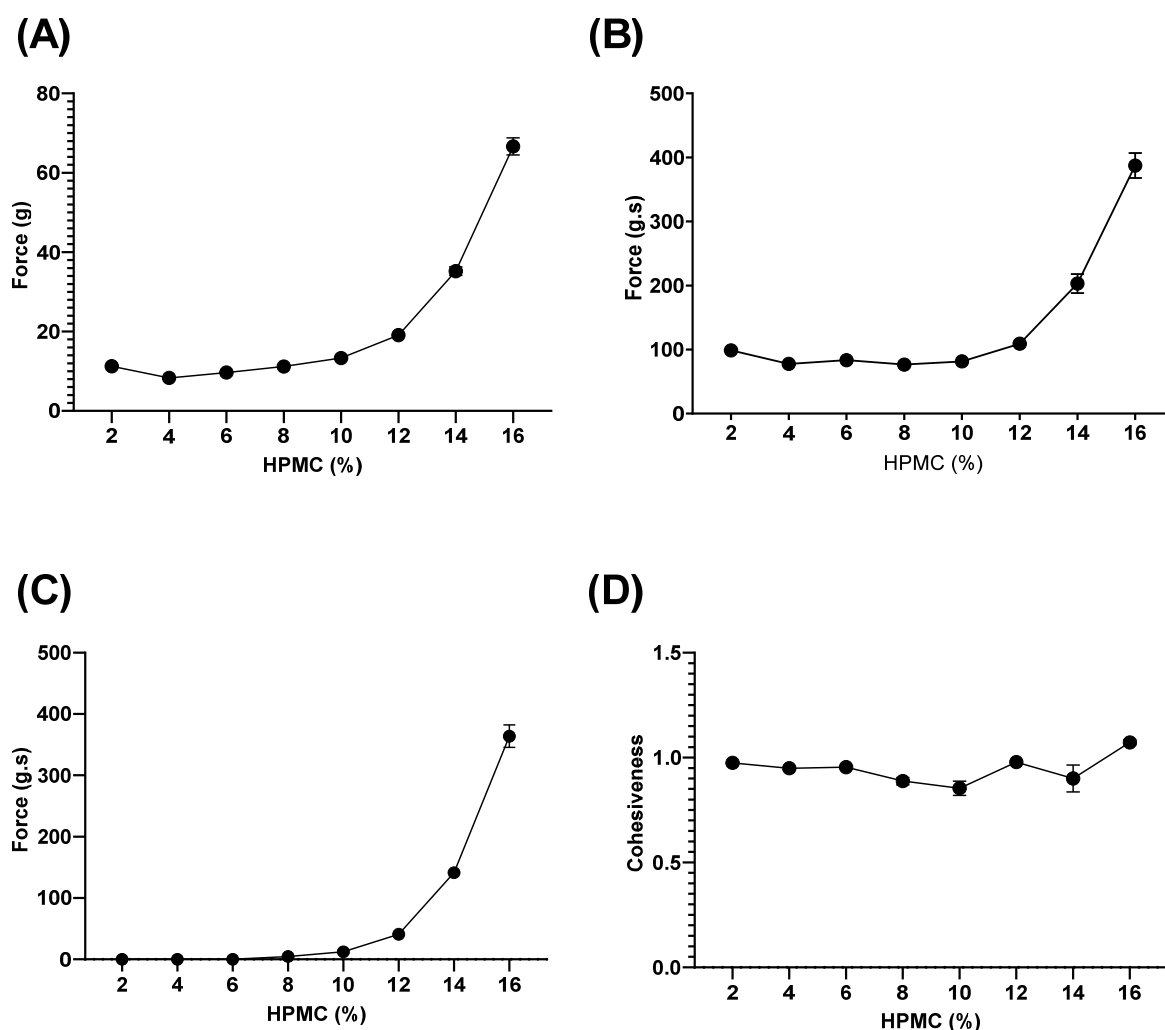 (A)
80
60
40
20
0
Force (g)
2 4 6 8 10 12 14 16
HPMC (%)
(B)
500
400
300
200
100
0
Force (g.s)
2 4 6 8 10 12 14 16
HPMC (%)
(C)
500
400
300
200
100
0
Force (g.s)
2 4 6 8 10 12 14 16
HPMC (%)
(D)
1.5
1.0
0.5
0.0
Cohesiveness
2 4 6 8 10 12 14 16
HPMC (%)